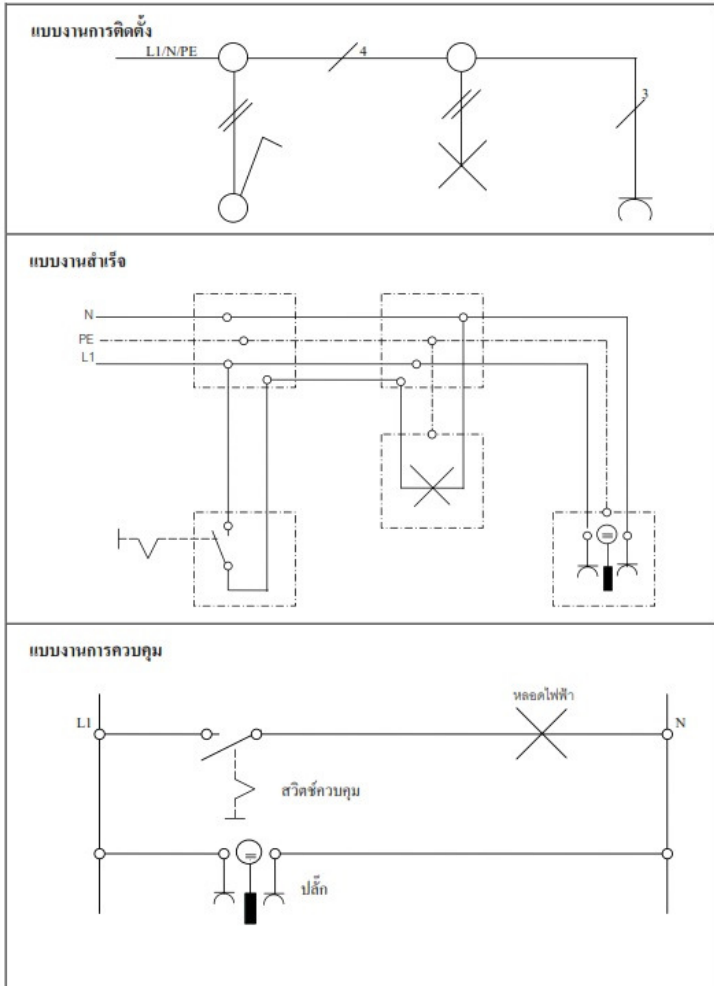 แบบงานการติดตั้ง
L1/N/PE
4
3
แบบงานสำเร็จ
N
PE
L1
แบบงานการควบคุม
หลอดไฟฟ้า
L1
N
สวิตช์ควบคุม
ปลั๊ก